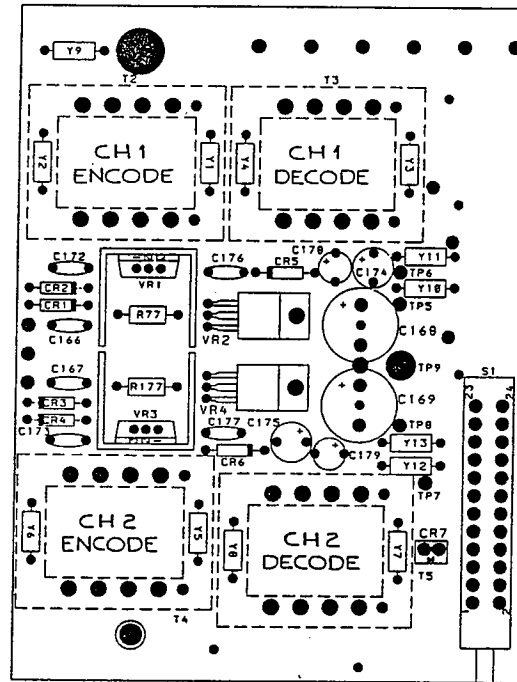 Y9
T2
T3
Y2
CH 1
ENCODE
Y1
Y4
CH 1
DECODE
Y3
C172
CR2
CR1
C166
VR1
R77
C176
CR5
C178
C174
Y11
TP6
Y10
TP5
VR2
C168
C167
CR3
CR4
C173
R177
VR3
VR4
C177
C175
CR6
C179
TP9
C169
TP8
Y13
Y12
TP7
S1
23
24
Y6
CH 2
ENCODE
Y5
Y8
CH 2
DECODE
Y7
CR7
T5
T4
1
2